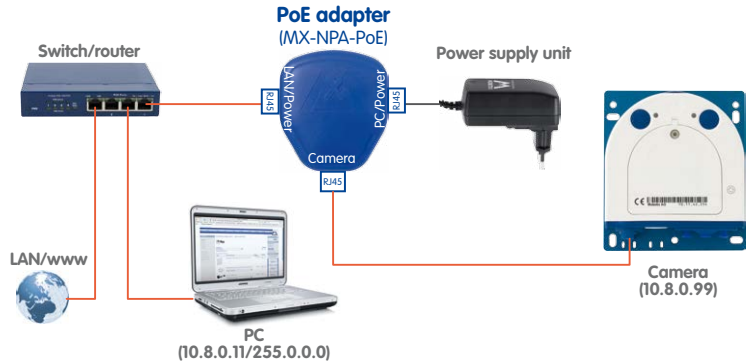 PoE adapter
(MX-NPA-PoE)
Switch/router
Power supply unit
LAN/Power
RJ45
PC/Power
RJ45
Camera
RJ45
LAN/www
PC
(10.8.0.11/255.0.0.0)
Camera
(10.8.0.99)